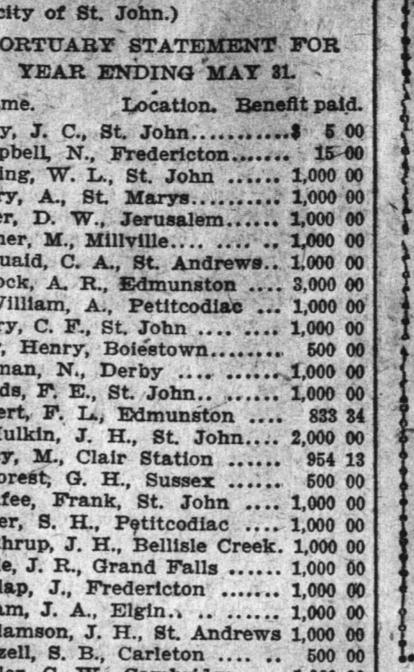 city of St. John.)
ORTUARY STATEMENT FOR
YEAR ENDING MAY 31.
me. Location. Benefit paid.
y, J. C., St. John...........$ 5 00
pbell, N., Fredericton....... 15 00
ing, W. L., St. John ...... 1,000 00
ry, A., St. Marys.......... 1,000 00
er, D. W., Jerusalem...... 1,000 00
ner, M., Millville.... .... .. 1,000 00
uaid, C. A., St. Andrews.. 1,000 00
ock, A. R., Edmunston .... 3,000 00
William, A., Petitcodiac ... 1,000 00
ry, C. F., St. John .... .... 1,000 00
, Henry, Boiestown........ 500 00
man, N., Derby .... ....... 1,000 00
ds, F. E., St. John.. ....... 1,000 00
ert, F. L., Edmunston .... 833 34
Mulkin, J. H., St. John.... 2,000 00
y, M., Clair Station ...... 954 13
orest, G. H., Sussex ...... 500 00
fee, Frank, St. John .... 1,000 00
er, S. H., Petitcodiac .... 1,000 00
thrup, J. H., Bellisle Creek. 1,000 00
le, J. R., Grand Falls ...... 1,000 00
lap, J., Fredericton ....... 1,000 00
am, J. A., Elgin.. .. ...... 1,000 00
iamson, J. H., St. Andrews 1,000 00
zell, S. B., Carleton .... .. 500 00